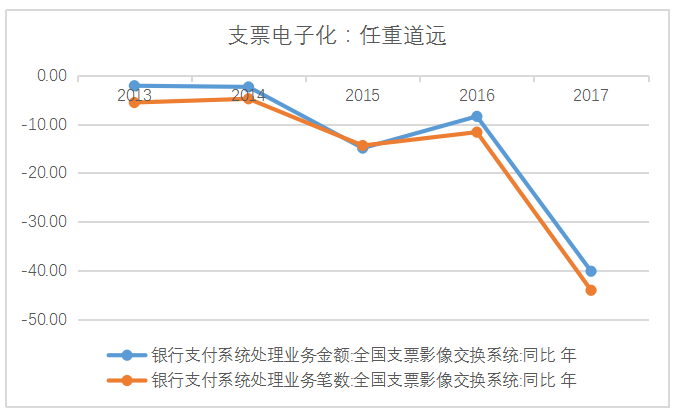 支票电子化：任重道远
0.00
2013 2014 2015 2016 2017
-10.00
-20.00
-30.00
-40.00
-50.00
银行支付系统处理业务金额:全国支票影像交换系统:同比 年
银行支付系统处理业务笔数:全国支票影像交换系统:同比 年